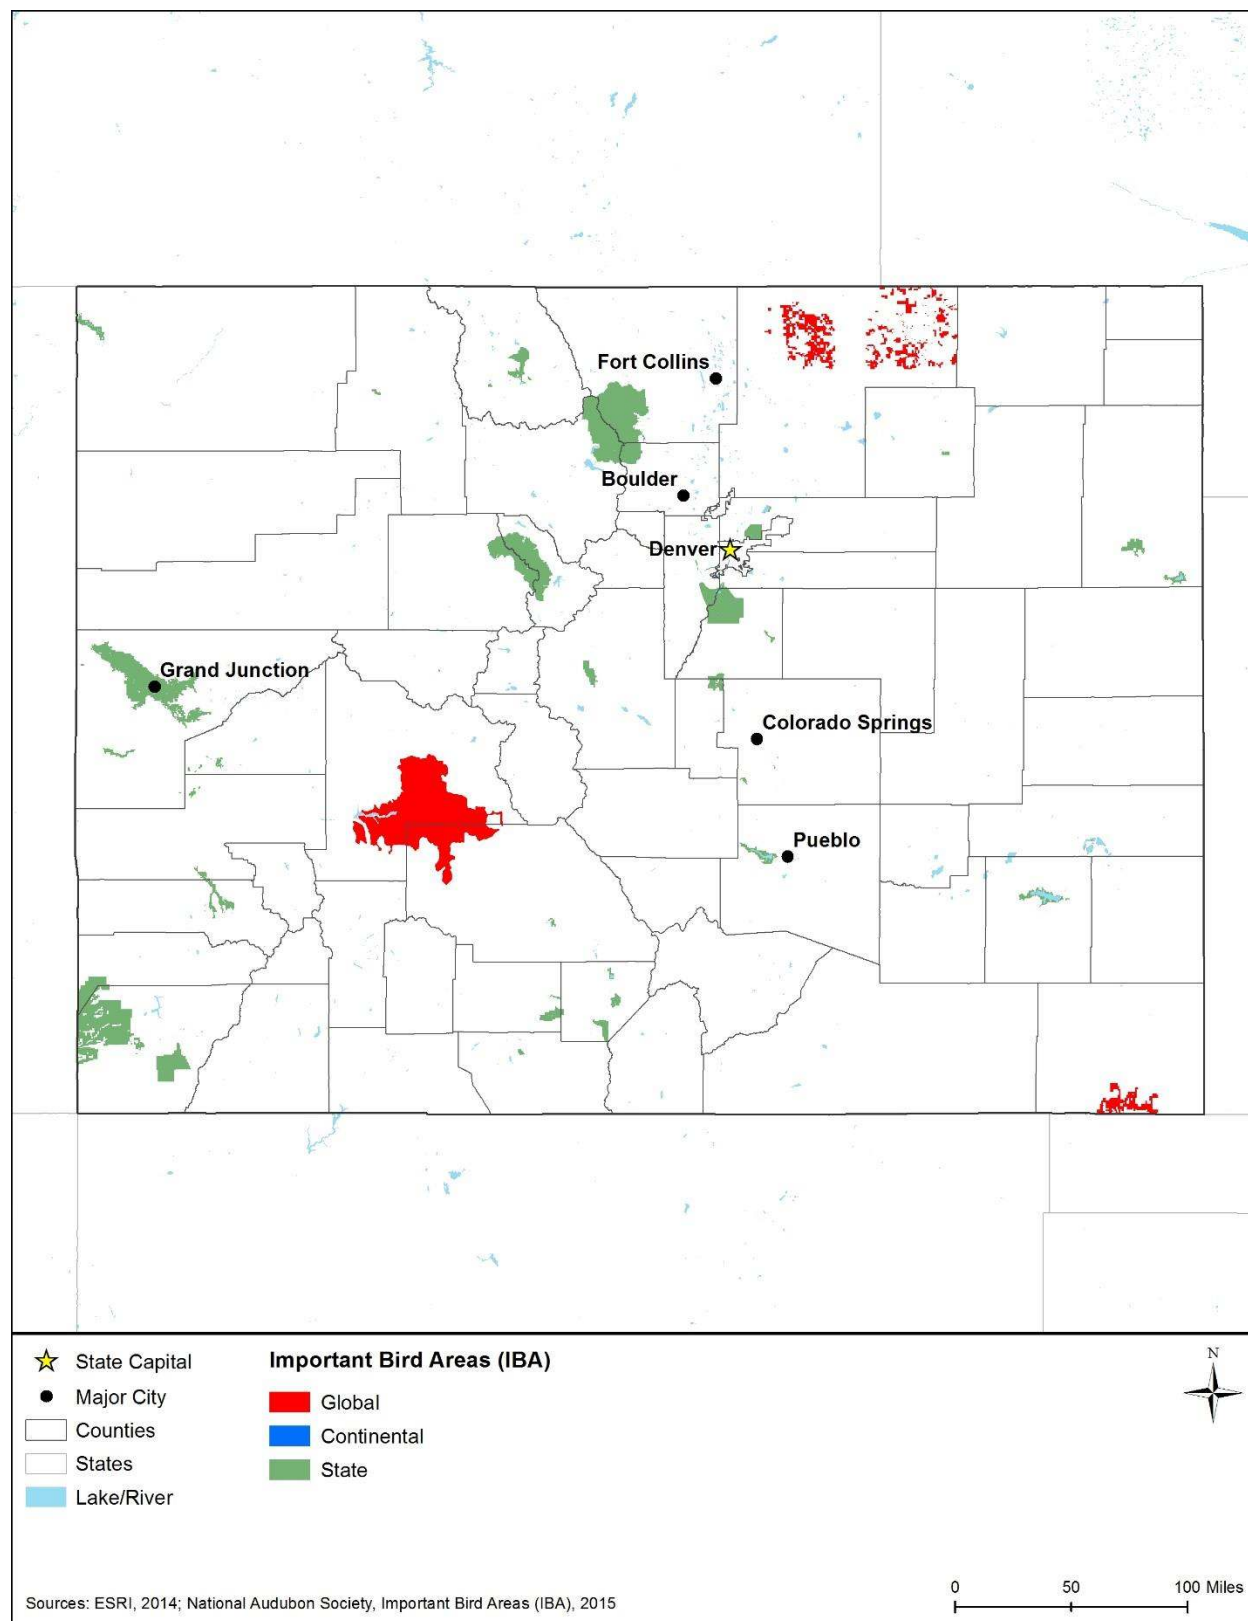 Fort Collins
Boulder
Denver
Grand Junction
Colorado Springs
Pueblo
State Capital
Major City
Counties
States
Lake/River
Important Bird Areas (IBA)
Global
Continental
State
N
0 50 100 Miles
Sources: ESRI, 2014; National Audubon Society, Important Bird Areas (IBA), 2015